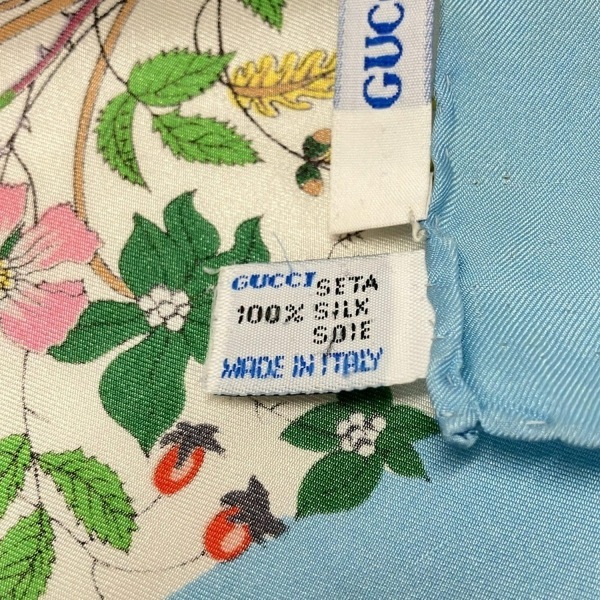 GUCC
GUCCI SETA
100% SILK
SOIE
MADE IN ITALY